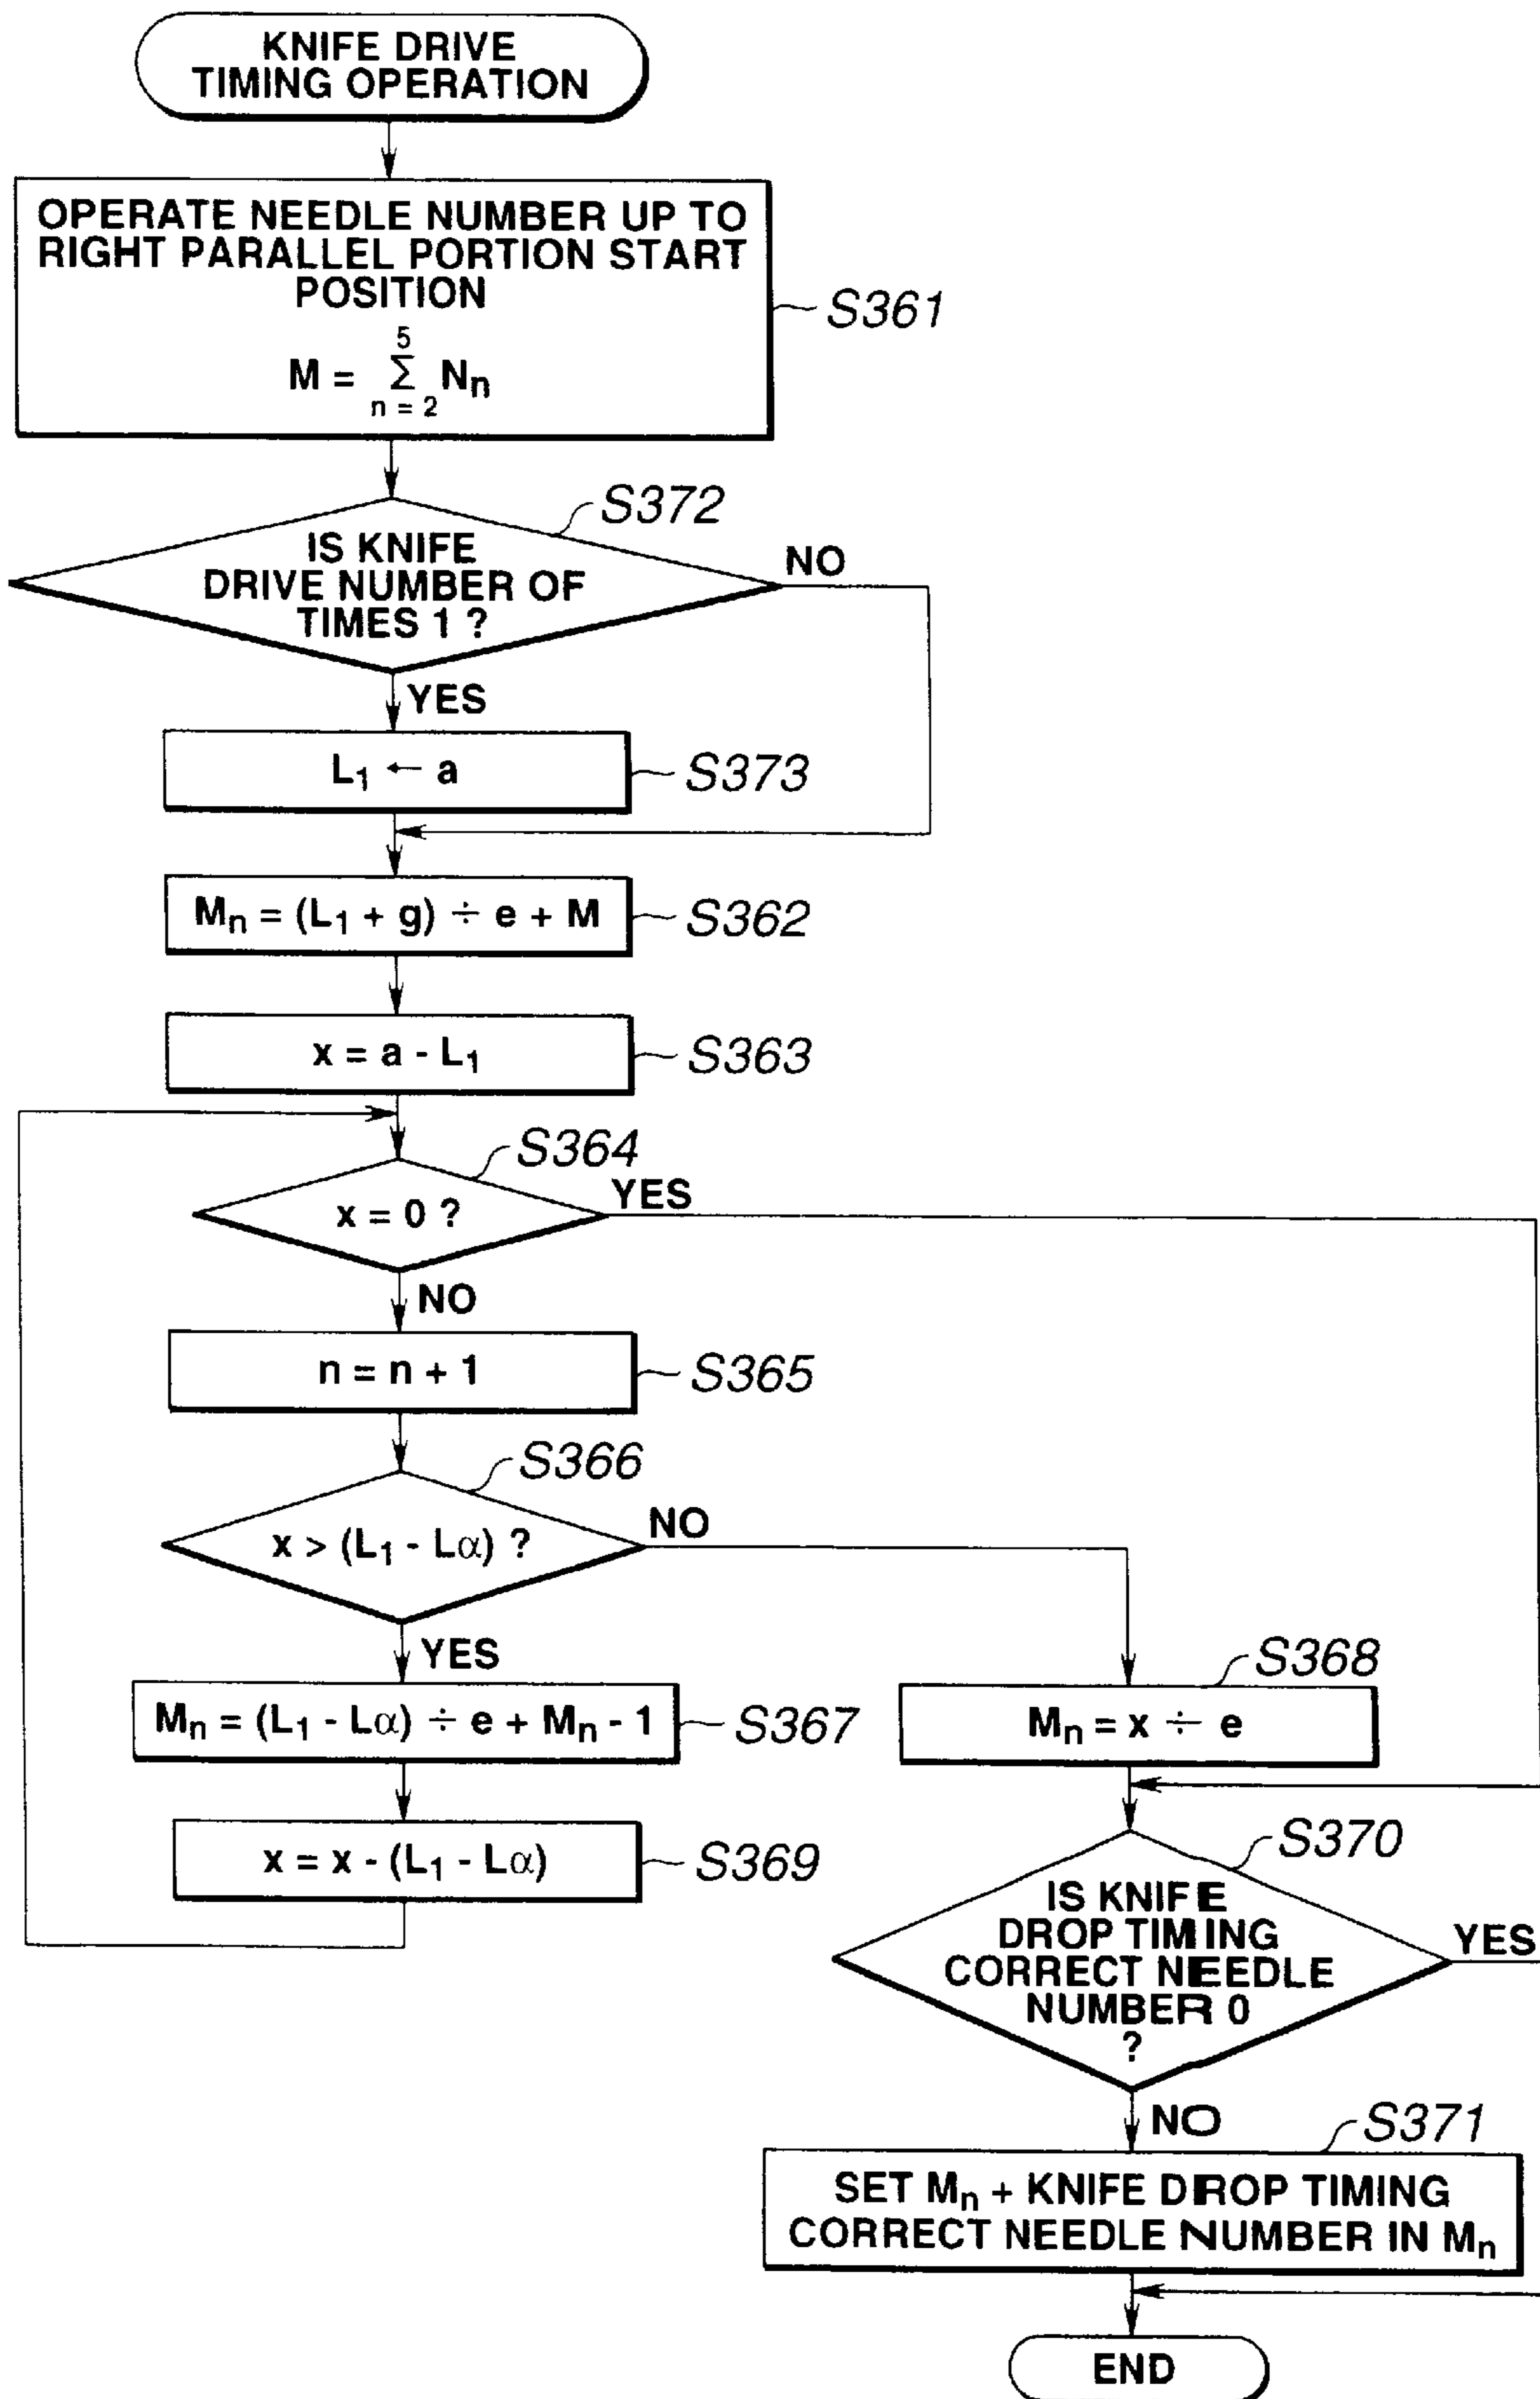 KNIFE DRIVE
TIMING OPERATION
OPERATE NEEDLE NUMBER UP TO
RIGHT PARALLEL PORTION START
POSITION
5
M = Σ Nn
n = 2
S361
S372
IS KNIFE
DRIVE NUMBER OF
TIMES 1 ?
NO
YES
L1 ← a
S373
Mn = (L1 + g) ÷ e + M
S362
x = a - L1
S363
S364
x = 0 ?
YES
NO
n = n + 1
S365
S366
x > (L1 - Lα) ?
NO
YES
Mn = (L1 - Lα) ÷ e + Mn - 1
S367
S368
Mn = x ÷ e
x = x - (L1 - Lα)
S369
S370
IS KNIFE
DROP TIMING
CORRECT NEEDLE
NUMBER 0
?
YES
NO
S371
SET Mn + KNIFE DROP TIMING
CORRECT NEEDLE NUMBER IN Mn
END